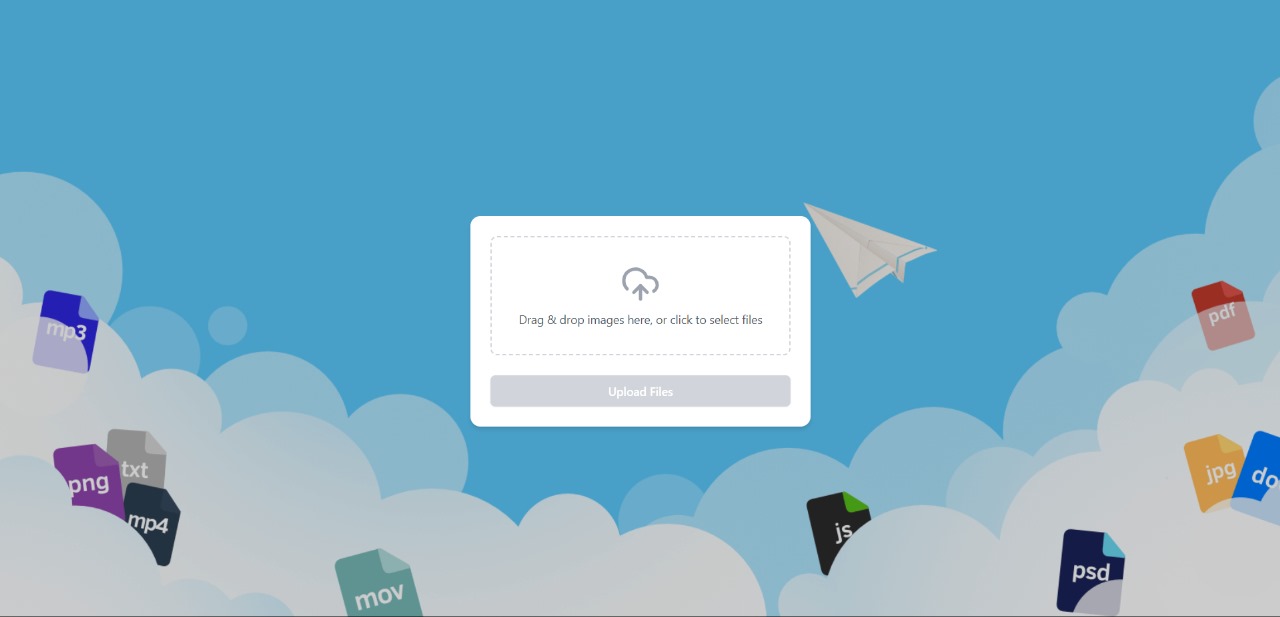 mp3
pdf
Drag & drop images here, or click to select files
Upload Files
txt
png
mp4
jpg
do
js
psd
mov